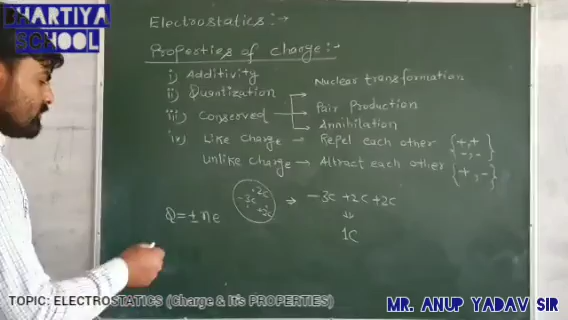 BHARTIYA
SCHOOL
Electrostatics :-
Properties of charge :-
i) Additivity
ii) Quantization
iii) Conserved → Nuclear transformation
Pair Production
Annihilation
iv) Like charge → Repel each other {+,+ -,-}
Unlike charge → Attract each other {+,-}
Q=±ne
-3C +2C +2C → -3C +2C +2C
1C
TOPIC: ELECTROSTATICS (Charge & It's PROPERTIES)
MR. ANUP YADAV SIR